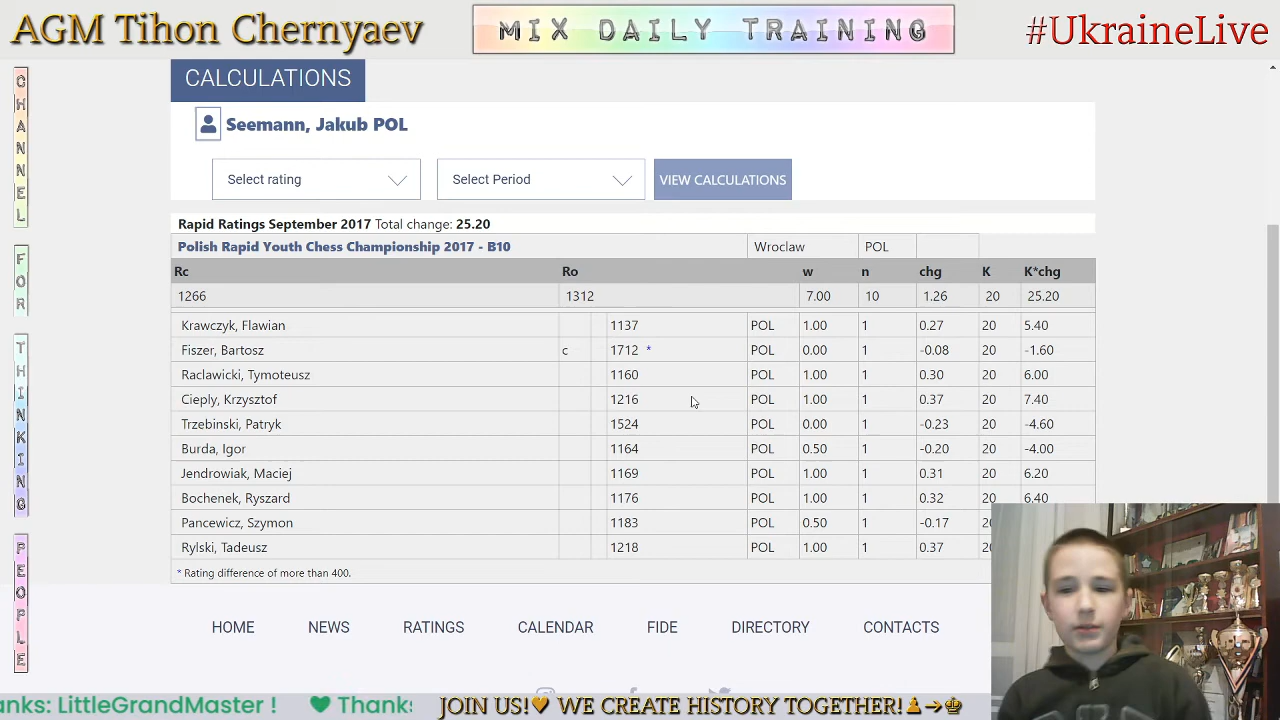 AGM Tihon Chernyaev
MIX DAILY TRAINING
#UkraineLive
CHANNEL
FOR
THINKING
PEOPLE
CALCULATIONS
Seemann, Jakub POL
Select rating
Select Period
VIEW CALCULATIONS
Rapid Ratings September 2017 Total change: 25.20
Polish Rapid Youth Chess Championship 2017 - B10 Wroclaw POL
Rc Ro w n chg K K*chg
1266 1312 7.00 10 1.26 20 25.20
Krawczyk, Flawian 1137 POL 1.00 1 0.27 20 5.40
Fiszer, Bartosz c 1712 * POL 0.00 1 -0.08 20 -1.60
Raclawicki, Tymoteusz 1160 POL 1.00 1 0.30 20 6.00
Cieply, Krzysztof 1216 POL 1.00 1 0.37 20 7.40
Trzebinski, Patryk 1524 POL 0.00 1 -0.23 20 -4.60
Burda, Igor 1164 POL 0.50 1 -0.20 20 -4.00
Jendrowiak, Maciej 1169 POL 1.00 1 0.31 20 6.20
Bochenek, Ryszard 1176 POL 1.00 1 0.32 20 6.40
Pancewicz, Szymon 1183 POL 0.50 1 -0.17
Rylski, Tadeusz 1218 POL 1.00 1 0.37
* Rating difference of more than 400.
HOME NEWS RATINGS CALENDAR FIDE DIRECTORY CONTACTS
anks: LittleGrandMaster ! Thanks
JOIN US! WE CREATE HISTORY TOGETHER!